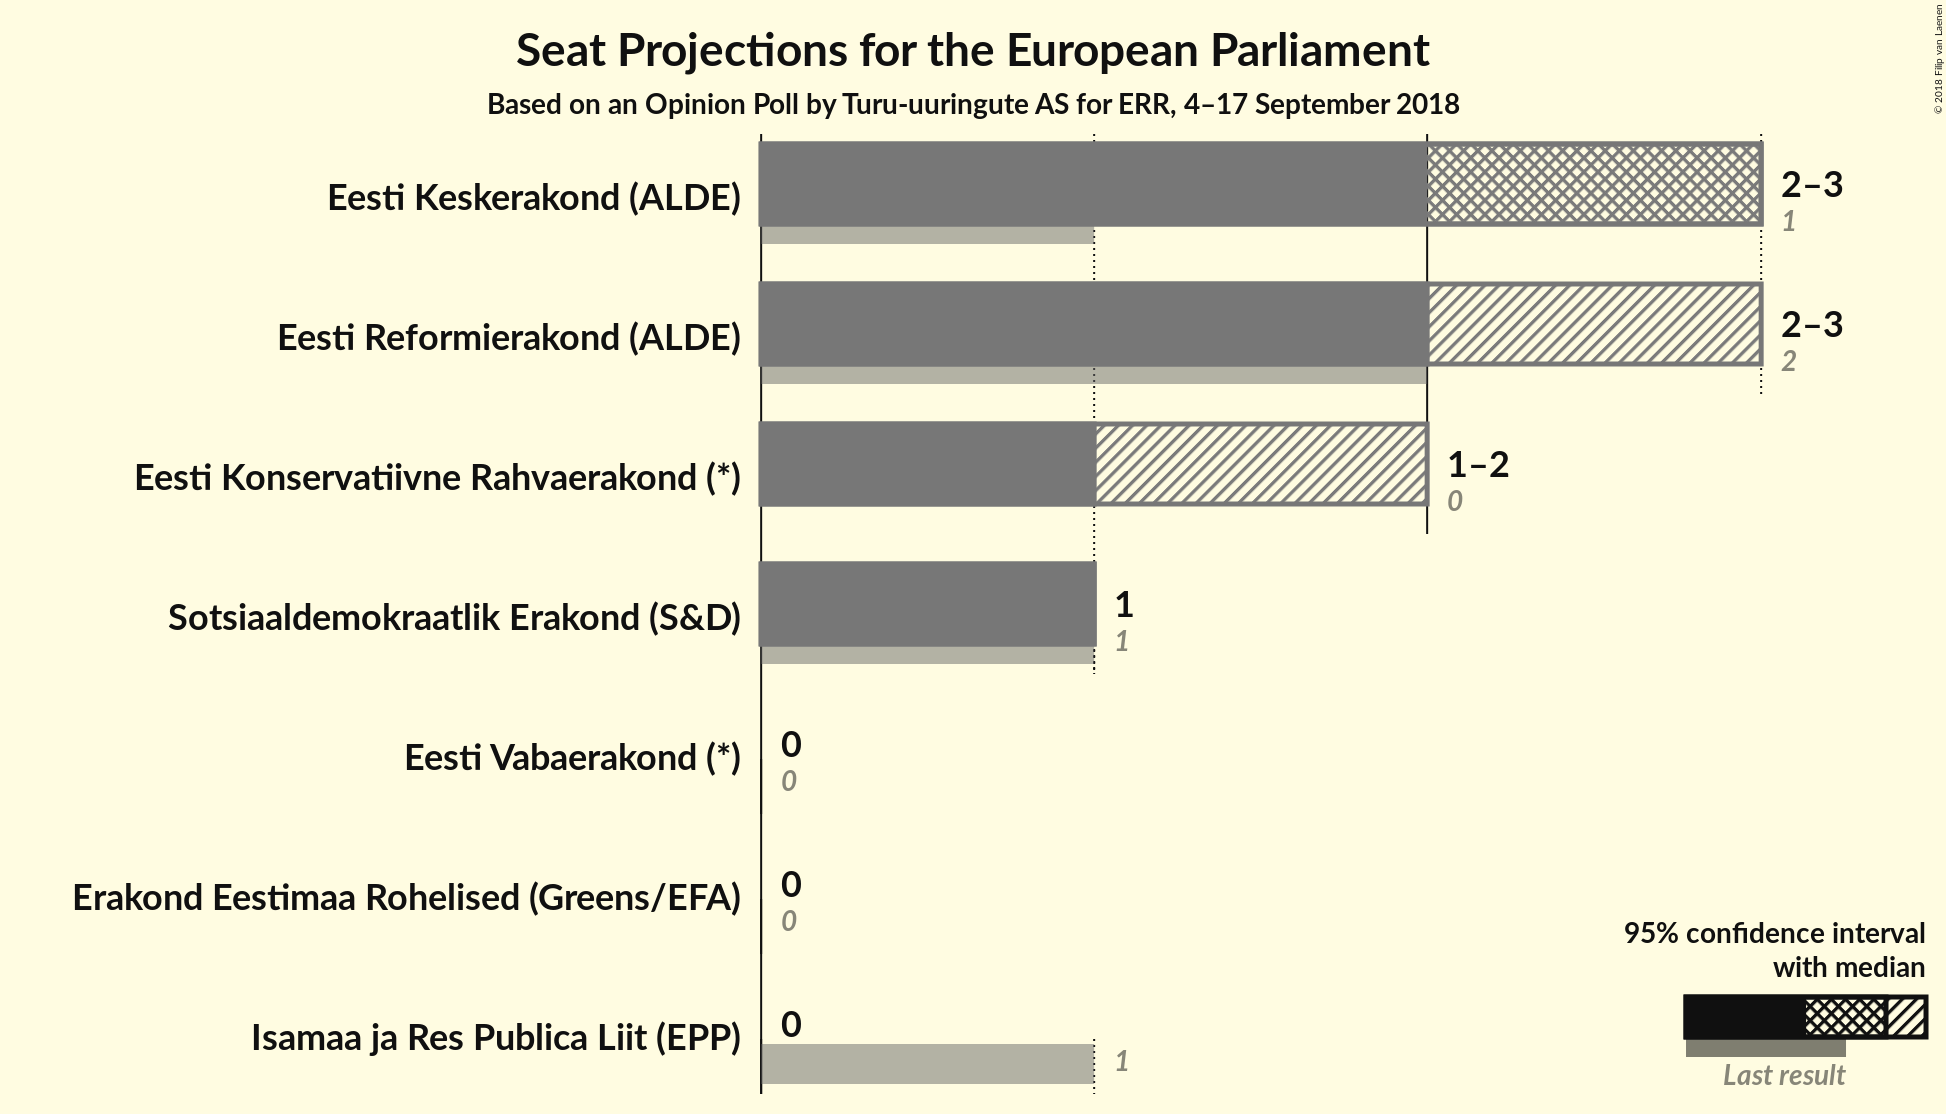 Seat Projections for the European Parliament
Based on an Opinion Poll by Turu-uuringute AS for ERR, 4–17 September 2018
© 2018 Filip van Laenen
Eesti Keskerakond (ALDE)
2–3
1
Eesti Reformierakond (ALDE)
2–3
2
Eesti Konservatiivne Rahvaerakond (*)
1–2
0
Sotsiaaldemokraatlik Erakond (S&D)
1
1
Eesti Vabaerakond (*)
0
0
Erakond Eestimaa Rohelised (Greens/EFA)
0
0
Isamaa ja Res Publica Liit (EPP)
0
1
95% confidence interval
with median
Last result